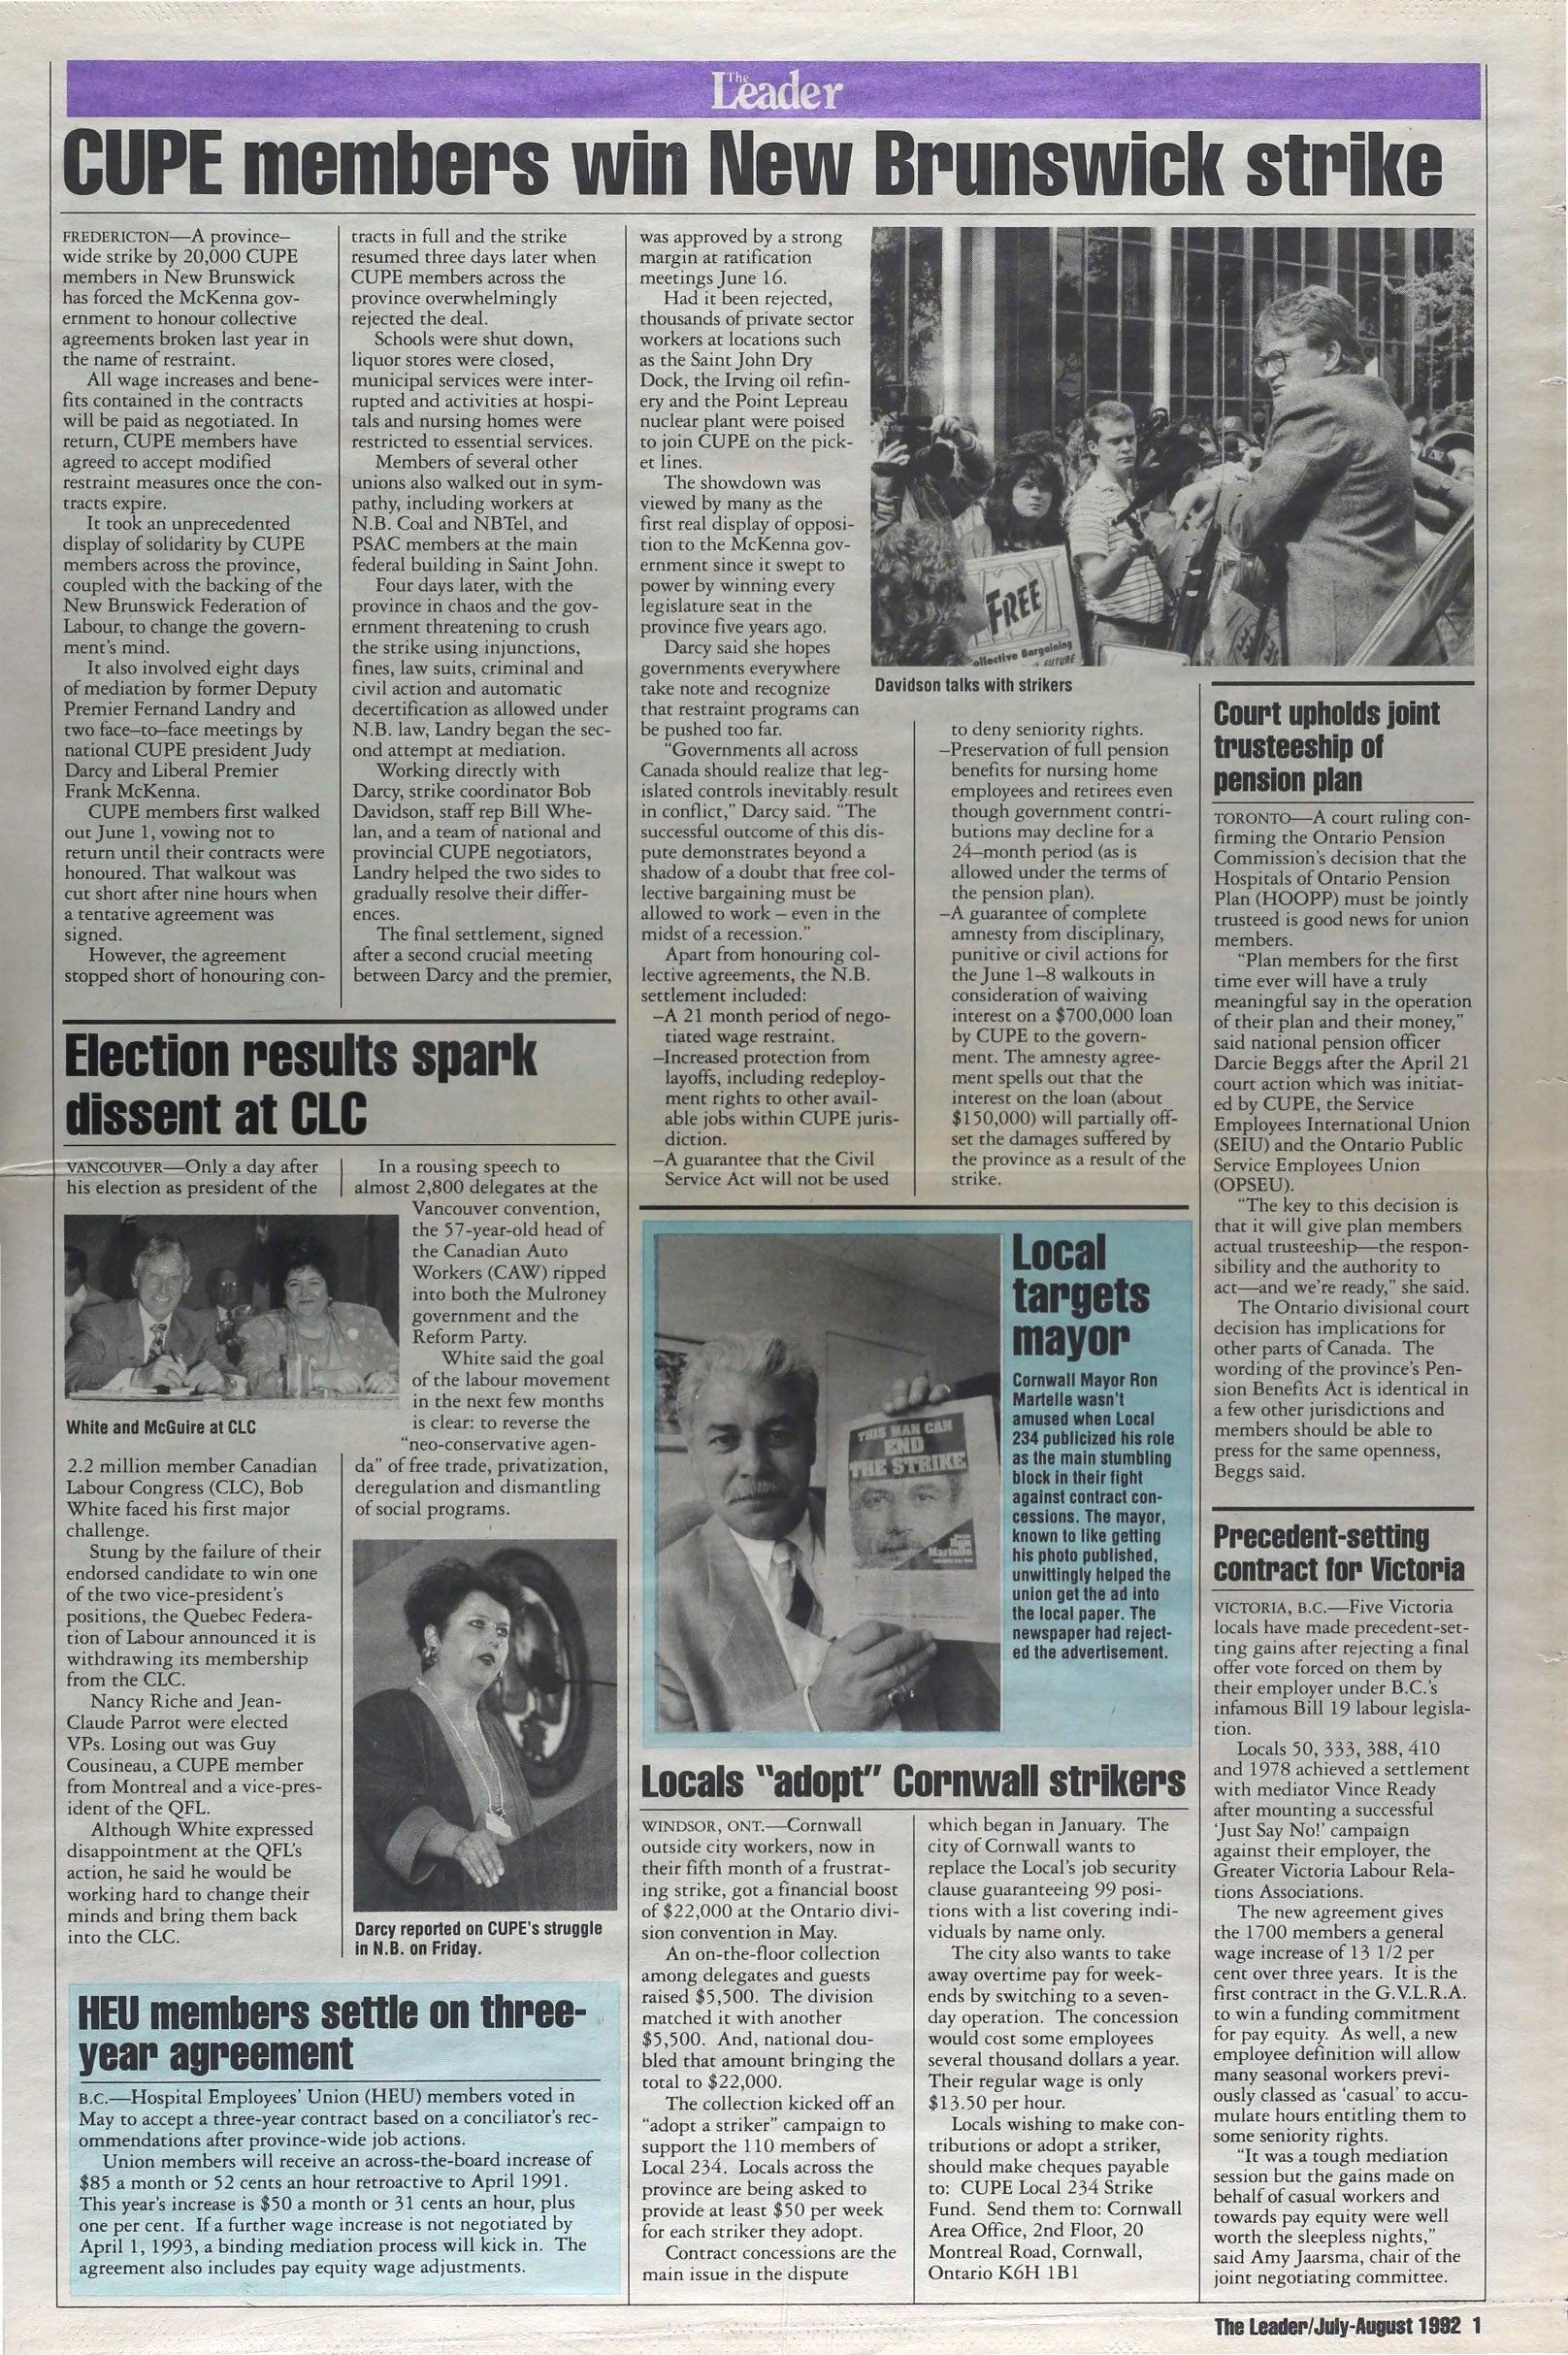 The Leader
CUPE members win New Brunswick strike
FREDERICTON—A province–
wide strike by 20,000 CUPE
members in New Brunswick
has forced the McKenna gov-
ernment to honour collective
agreements broken last year in
the name of restraint.
All wage increases and bene-
fits contained in the contracts
will be paid as negotiated. In
return, CUPE members have
agreed to accept modified
restraint measures once the con-
tracts expire.
It took an unprecedented
display of solidarity by CUPE
members across the province,
coupled with the backing of the
New Brunswick Federation of
Labour, to change the govern-
ment's mind.
It also involved eight days
of mediation by former Deputy
Premier Fernand Landry and
two face–to–face meetings by
national CUPE president Judy
Darcy and Liberal Premier
Frank McKenna.
CUPE members first walked
out June 1, vowing not to
return until their contracts were
honoured. That walkout was
cut short after nine hours when
a tentative agreement was
signed.
However, the agreement
stopped short of honouring con-
tracts in full and the strike
resumed three days later when
CUPE members across the
province overwhelmingly
rejected the deal.
Schools were shut down,
liquor stores were closed,
municipal services were inter-
rupted and activities at hospi-
tals and nursing homes were
restricted to essential services.
Members of several other
unions also walked out in sym-
pathy, including workers at
N.B. Coal and NBTel, and
PSAC members at the main
federal building in Saint John.
Four days later, with the
province in chaos and the gov-
ernment threatening to crush
the strike using injunctions,
fines, law suits, criminal and
civil action and automatic
decertification as allowed under
N.B. law, Landry began the sec-
ond attempt at mediation.
Working directly with
Darcy, strike coordinator Bob
Davidson, staff rep Bill Whe-
lan, and a team of national and
provincial CUPE negotiators,
Landry helped the two sides to
gradually resolve their differ-
ences.
The final settlement, signed
after a second crucial meeting
between Darcy and the premier,
was approved by a strong
margin at ratification
meetings June 16.
Had it been rejected,
thousands of private sector
workers at locations such
as the Saint John Dry
Dock, the Irving oil refin-
ery and the Point Lepreau
nuclear plant were poised
to join CUPE on the pick-
et lines.
The showdown was
viewed by many as the
first real display of opposi-
tion to the McKenna gov-
ernment since it swept to
power by winning every
legislature seat in the
province five years ago.
Darcy said she hopes
governments everywhere
take note and recognize
that restraint programs can
be pushed too far.
"Governments all across
Canada should realize that leg-
islated controls inevitably result
in conflict," Darcy said. "The
successful outcome of this dis-
pute demonstrates beyond a
shadow of a doubt that free col-
lective bargaining must be
allowed to work – even in the
midst of a recession."
Apart from honouring col-
lective agreements, the N.B.
settlement included:
–A 21 month period of nego-
tiated wage restraint.
–Increased protection from
layoffs, including redeploy-
ment rights to other avail-
able jobs within CUPE juris-
diction.
–A guarantee that the Civil
Service Act will not be used
to deny seniority rights.
–Preservation of full pension
benefits for nursing home
employees and retirees even
though government contri-
butions may decline for a
24–month period (as is
allowed under the terms of
the pension plan).
–A guarantee of complete
amnesty from disciplinary,
punitive or civil actions for
the June 1–8 walkouts in
consideration of waiving
interest on a $700,000 loan
by CUPE to the govern-
ment. The amnesty agree-
ment spells out that the
interest on the loan (about
$150,000) will partially off-
set the damages suffered by
the province as a result of the
strike.
FREE
ollective Bargaining
FUTURE
Davidson talks with strikers
Court upholds joint
trusteeship of
pension plan
TORONTO—A court ruling con-
firming the Ontario Pension
Commission's decision that the
Hospitals of Ontario Pension
Plan (HOOPP) must be jointly
trusteed is good news for union
members.
"Plan members for the first
time ever will have a truly
meaningful say in the operation
of their plan and their money,"
said national pension officer
Darcie Beggs after the April 21
court action which was initiat-
ed by CUPE, the Service
Employees International Union
(SEIU) and the Ontario Public
Service Employees Union
(OPSEU).
"The key to this decision is
that it will give plan members
actual trusteeship—the respon-
sibility and the authority to
act—and we're ready," she said.
The Ontario divisional court
decision has implications for
other parts of Canada. The
wording of the province's Pen-
sion Benefits Act is identical in
a few other jurisdictions and
members should be able to
press for the same openness,
Beggs said.
Election results spark
dissent at CLC
VANCOUVER—Only a day after
his election as president of the
White and McGuire at CLC
2.2 million member Canadian
Labour Congress (CLC), Bob
White faced his first major
challenge.
Stung by the failure of their
endorsed candidate to win one
of the two vice-president's
positions, the Quebec Federa-
tion of Labour announced it is
withdrawing its membership
from the CLC.
Nancy Riche and Jean-
Claude Parrot were elected
VPs. Losing out was Guy
Cousineau, a CUPE member
from Montreal and a vice-pres-
ident of the QFL.
Although White expressed
disappointment at the QFL's
action, he said he would be
working hard to change their
minds and bring them back
into the CLC.
In a rousing speech to
almost 2,800 delegates at the
Vancouver convention,
the 57-year-old head of
the Canadian Auto
Workers (CAW) ripped
into both the Mulroney
government and the
Reform Party.
White said the goal
of the labour movement
in the next few months
is clear: to reverse the
"neo-conservative agen-
da" of free trade, privatization,
deregulation and dismantling
of social programs.
Darcy reported on CUPE's struggle
in N.B. on Friday.
HEU members settle on three-
year agreement
B.C.—Hospital Employees' Union (HEU) members voted in
May to accept a three-year contract based on a conciliator's rec-
ommendations after province-wide job actions.
Union members will receive an across-the-board increase of
$85 a month or 52 cents an hour retroactive to April 1991.
This year's increase is $50 a month or 31 cents an hour, plus
one per cent. If a further wage increase is not negotiated by
April 1, 1993, a binding mediation process will kick in. The
agreement also includes pay equity wage adjustments.
THIS MAN CAN
END
THE STRIKE
Ron
Martelle
Local
targets
mayor
Cornwall Mayor Ron
Martelle wasn't
amused when Local
234 publicized his role
as the main stumbling
block in their fight
against contract con-
cessions. The mayor,
known to like getting
his photo published,
unwittingly helped the
union get the ad into
the local paper. The
newspaper had reject-
ed the advertisement.
Locals "adopt" Cornwall strikers
WINDSOR, ONT.—Cornwall
outside city workers, now in
their fifth month of a frustrat-
ing strike, got a financial boost
of $22,000 at the Ontario divi-
sion convention in May.
An on-the-floor collection
among delegates and guests
raised $5,500. The division
matched it with another
$5,500. And, national dou-
bled that amount bringing the
total to $22,000.
The collection kicked off an
"adopt a striker" campaign to
support the 110 members of
Local 234. Locals across the
province are being asked to
provide at least $50 per week
for each striker they adopt.
Contract concessions are the
main issue in the dispute
which began in January. The
city of Cornwall wants to
replace the Local's job security
clause guaranteeing 99 posi-
tions with a list covering indi-
viduals by name only.
The city also wants to take
away overtime pay for week-
ends by switching to a seven-
day operation. The concession
would cost some employees
several thousand dollars a year.
Their regular wage is only
$13.50 per hour.
Locals wishing to make con-
tributions or adopt a striker,
should make cheques payable
to: CUPE Local 234 Strike
Fund. Send them to: Cornwall
Area Office, 2nd Floor, 20
Montreal Road, Cornwall,
Ontario K6H 1B1
Precedent-setting
contract for Victoria
VICTORIA, B.C.—Five Victoria
locals have made precedent-set-
ting gains after rejecting a final
offer vote forced on them by
their employer under B.C.'s
infamous Bill 19 labour legisla-
tion.
Locals 50, 333, 388, 410
and 1978 achieved a settlement
with mediator Vince Ready
after mounting a successful
'Just Say No!' campaign
against their employer, the
Greater Victoria Labour Rela-
tions Associations.
The new agreement gives
the 1700 members a general
wage increase of 13 1/2 per
cent over three years. It is the
first contract in the G.V.L.R.A.
to win a funding commitment
for pay equity. As well, a new
employee definition will allow
many seasonal workers previ-
ously classed as 'casual' to accu-
mulate hours entitling them to
some seniority rights.
"It was a tough mediation
session but the gains made on
behalf of casual workers and
towards pay equity were well
worth the sleepless nights,"
said Amy Jaarsma, chair of the
joint negotiating committee.
The Leader/July-August 1992 1